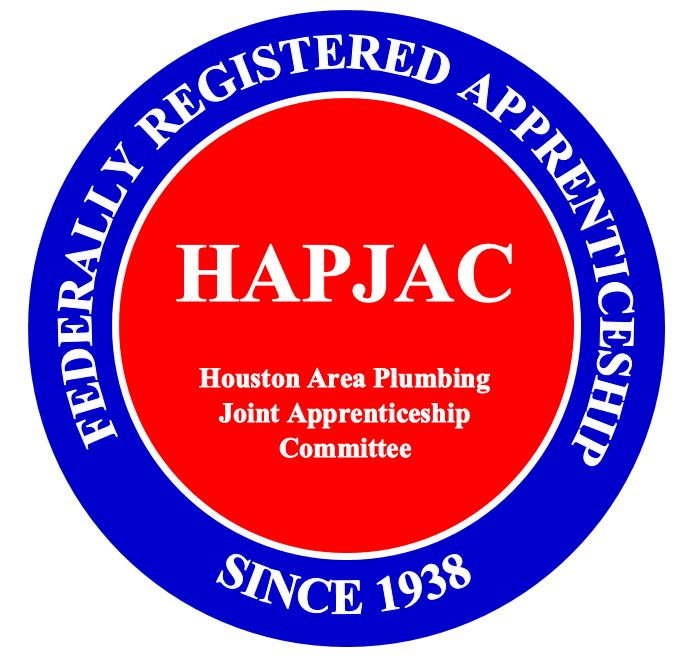 FEDERALLY REGISTERED APPRENTICESHIP
HAPJAC
Houston Area Plumbing
Joint Apprenticeship
Committee
SINCE 1938